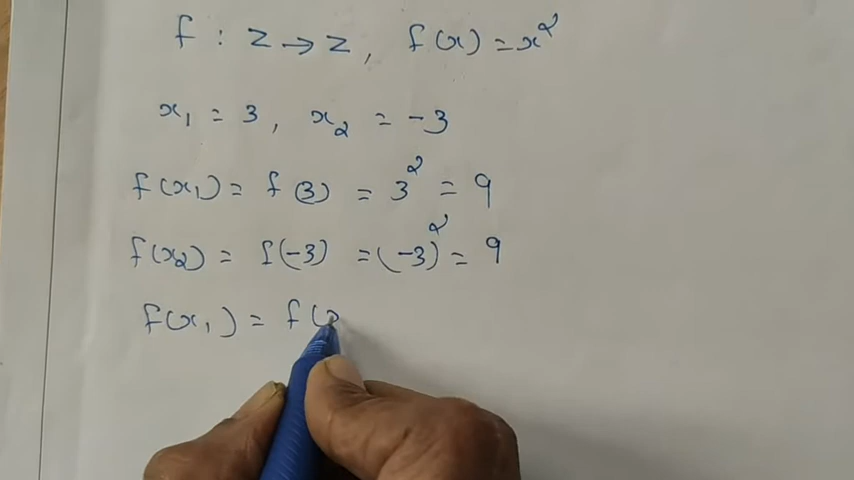 f : Z → Z, f(x) = x²
x₁ = 3, x₂ = -3
f(x₁) = f(3) = 3² = 9
f(x₂) = f(-3) = (-3)² = 9
f(x₁) = f(